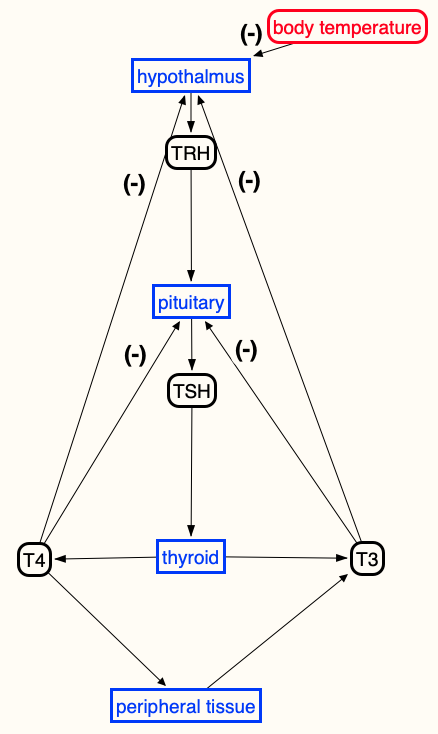 body temperature
(-)
hypothalmus
TRH
(-)
(-)
pituitary
(-)
(-)
TSH
T4
thyroid
T3
peripheral tissue